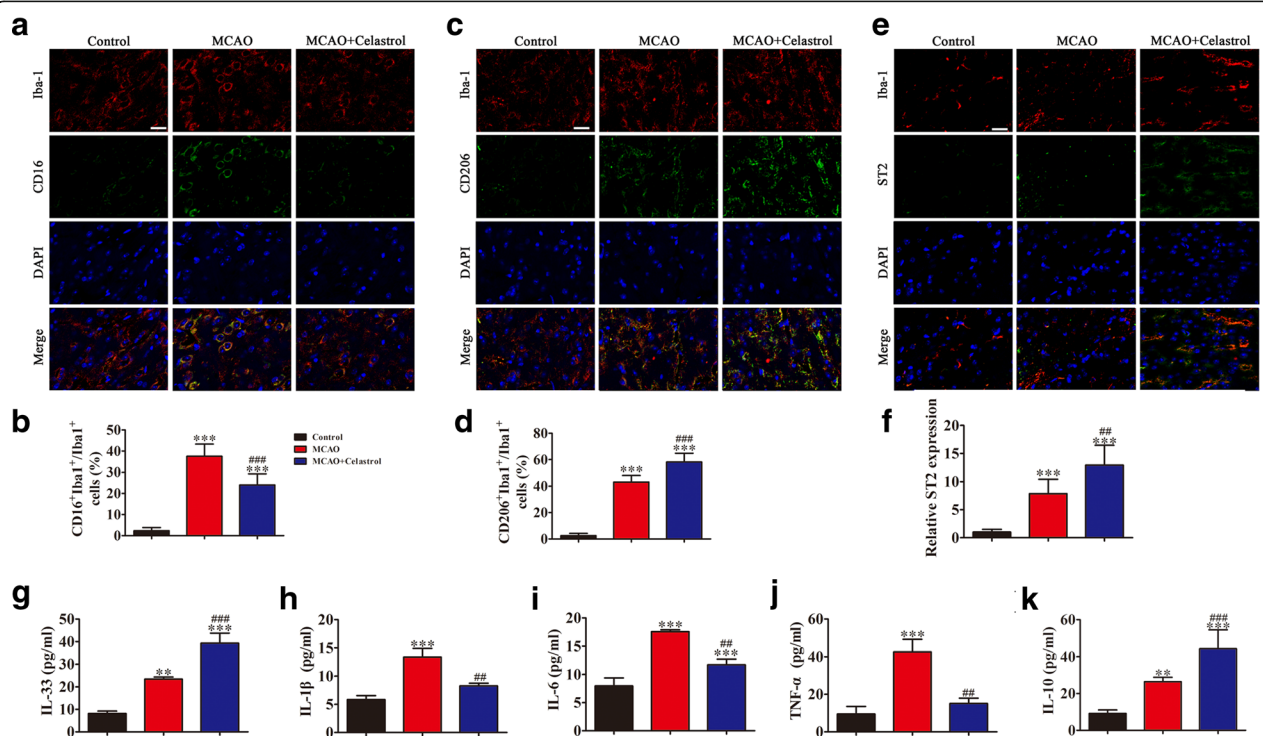 a
Control MCAO MCAO+Celastrol
Iba-1
CD16
DAPI
Merge
c
Control MCAO MCAO+Celastrol
Iba-1
CD206
DAPI
Merge
e
Control MCAO MCAO+Celastrol
Iba-1
ST2
DAPI
Merge
b
CD16+Iba1+/Iba1+
cells (%)
50
40
30
20
10
0
***
###
***
Control
MCAO
MCAO+Celastrol
d
CD206+Iba1+/Iba1+
cells (%)
80
60
40
20
0
***
###
***
f
Relative ST2 expression
20
15
10
5
0
***
##
***
g
IL-33 (pg/ml)
50
40
30
20
10
0
**
###
***
h
IL-1β (pg/ml)
20
15
10
5
0
***
##
i
IL-6 (pg/ml)
20
15
10
5
0
***
##
***
j
TNF-α (pg/ml)
60
40
20
0
***
##
k
IL-10 (pg/ml)
60
40
20
0
**
###
***